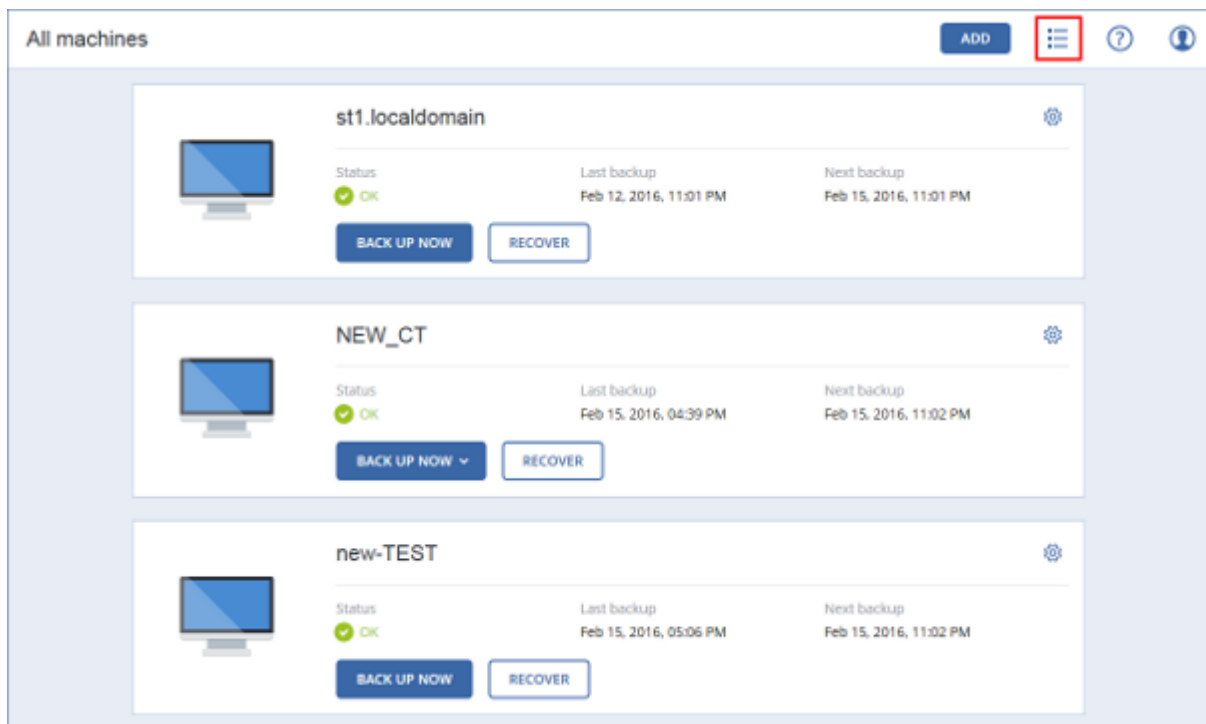 All machines ADD ?
st1.localdomain
Status Last backup Next backup
OK Feb 12, 2016, 11:01 PM Feb 15, 2016, 11:01 PM
BACK UP NOW RECOVER
NEW_CT
Status Last backup Next backup
OK Feb 15, 2016, 04:39 PM Feb 15, 2016, 11:02 PM
BACK UP NOW RECOVER
new-TEST
Status Last backup Next backup
OK Feb 15, 2016, 05:06 PM Feb 15, 2016, 11:02 PM
BACK UP NOW RECOVER